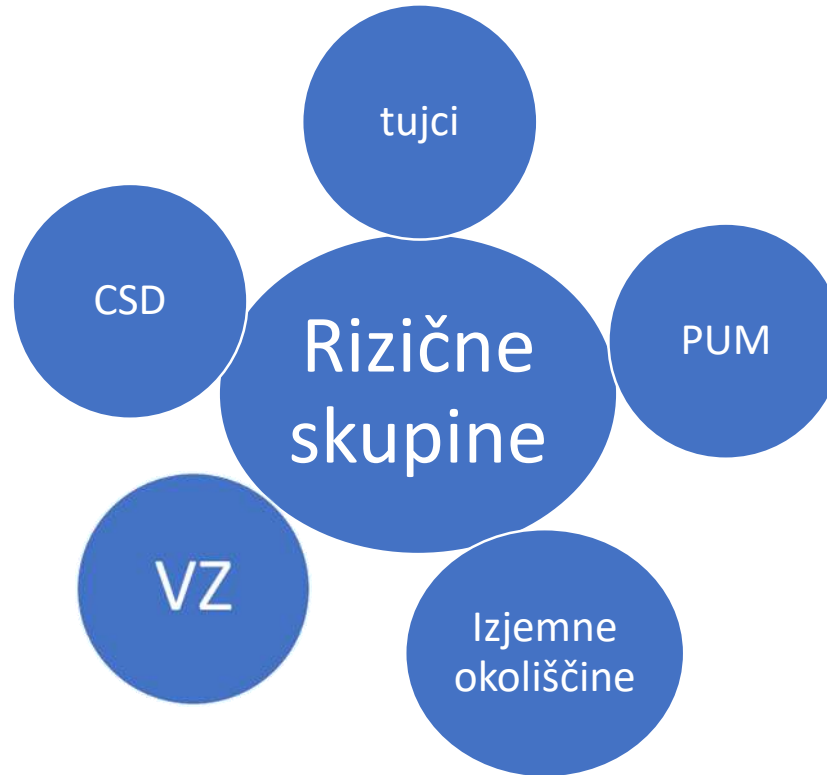 tujci
CSD
Rizične
skupine
PUM
VZ
Izjemne
okoliščine